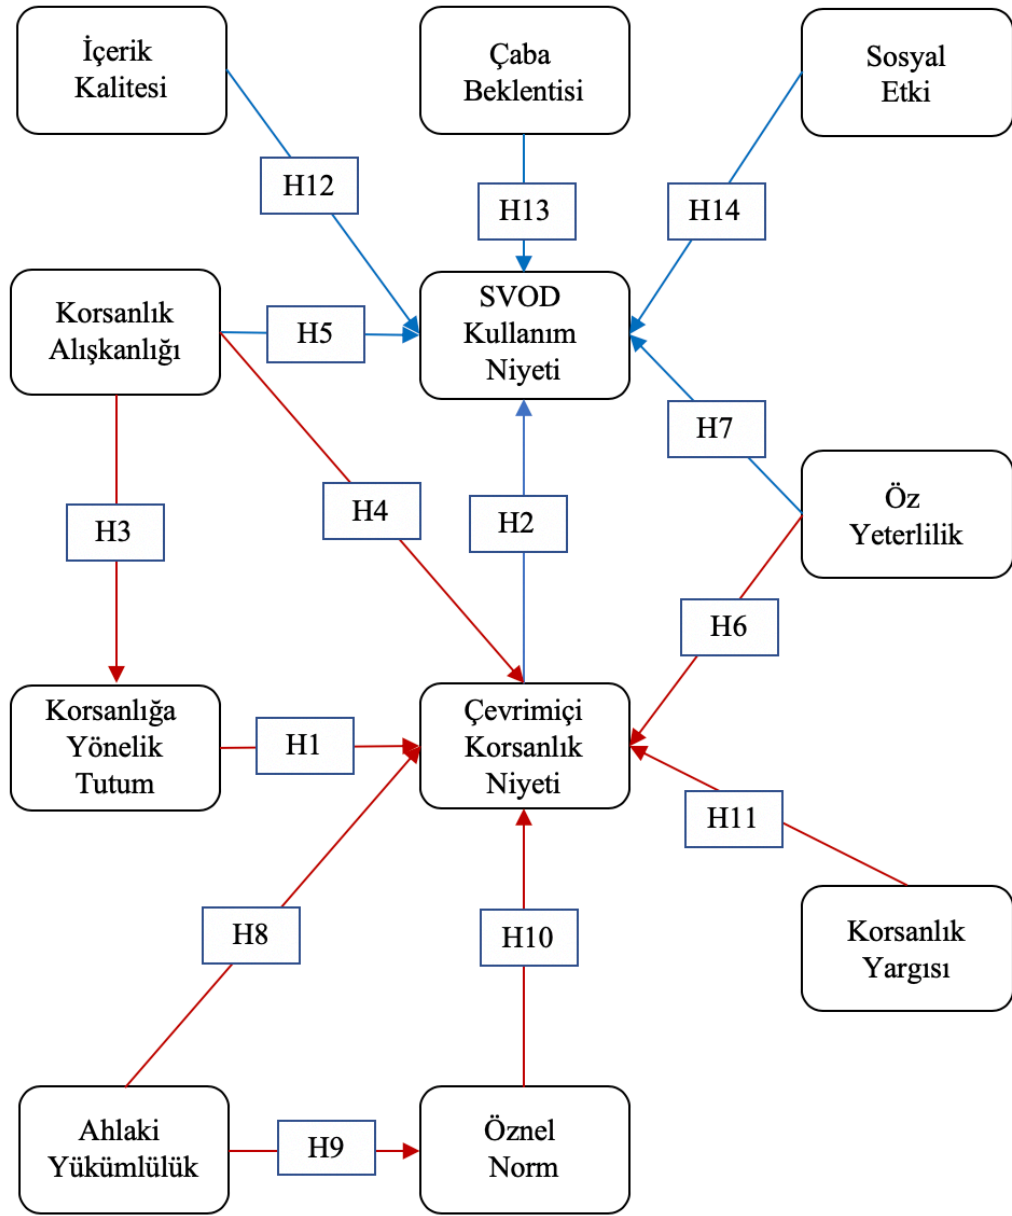 İçerik
Kalitesi
Çaba
Beklentisi
Sosyal
Etki
H12
H13
H14
Korsanlık
Alışkanlığı
H5
SVOD
Kullanım
Niyeti
H7
H3
H4
H2
Öz
Yeterlilik
H6
Korsanlığa
Yönelik
Tutum
H1
Çevrimiçi
Korsanlık
Niyeti
H11
H8
H10
Korsanlık
Yargısı
Ahlaki
Yükümlülük
H9
Öznel
Norm